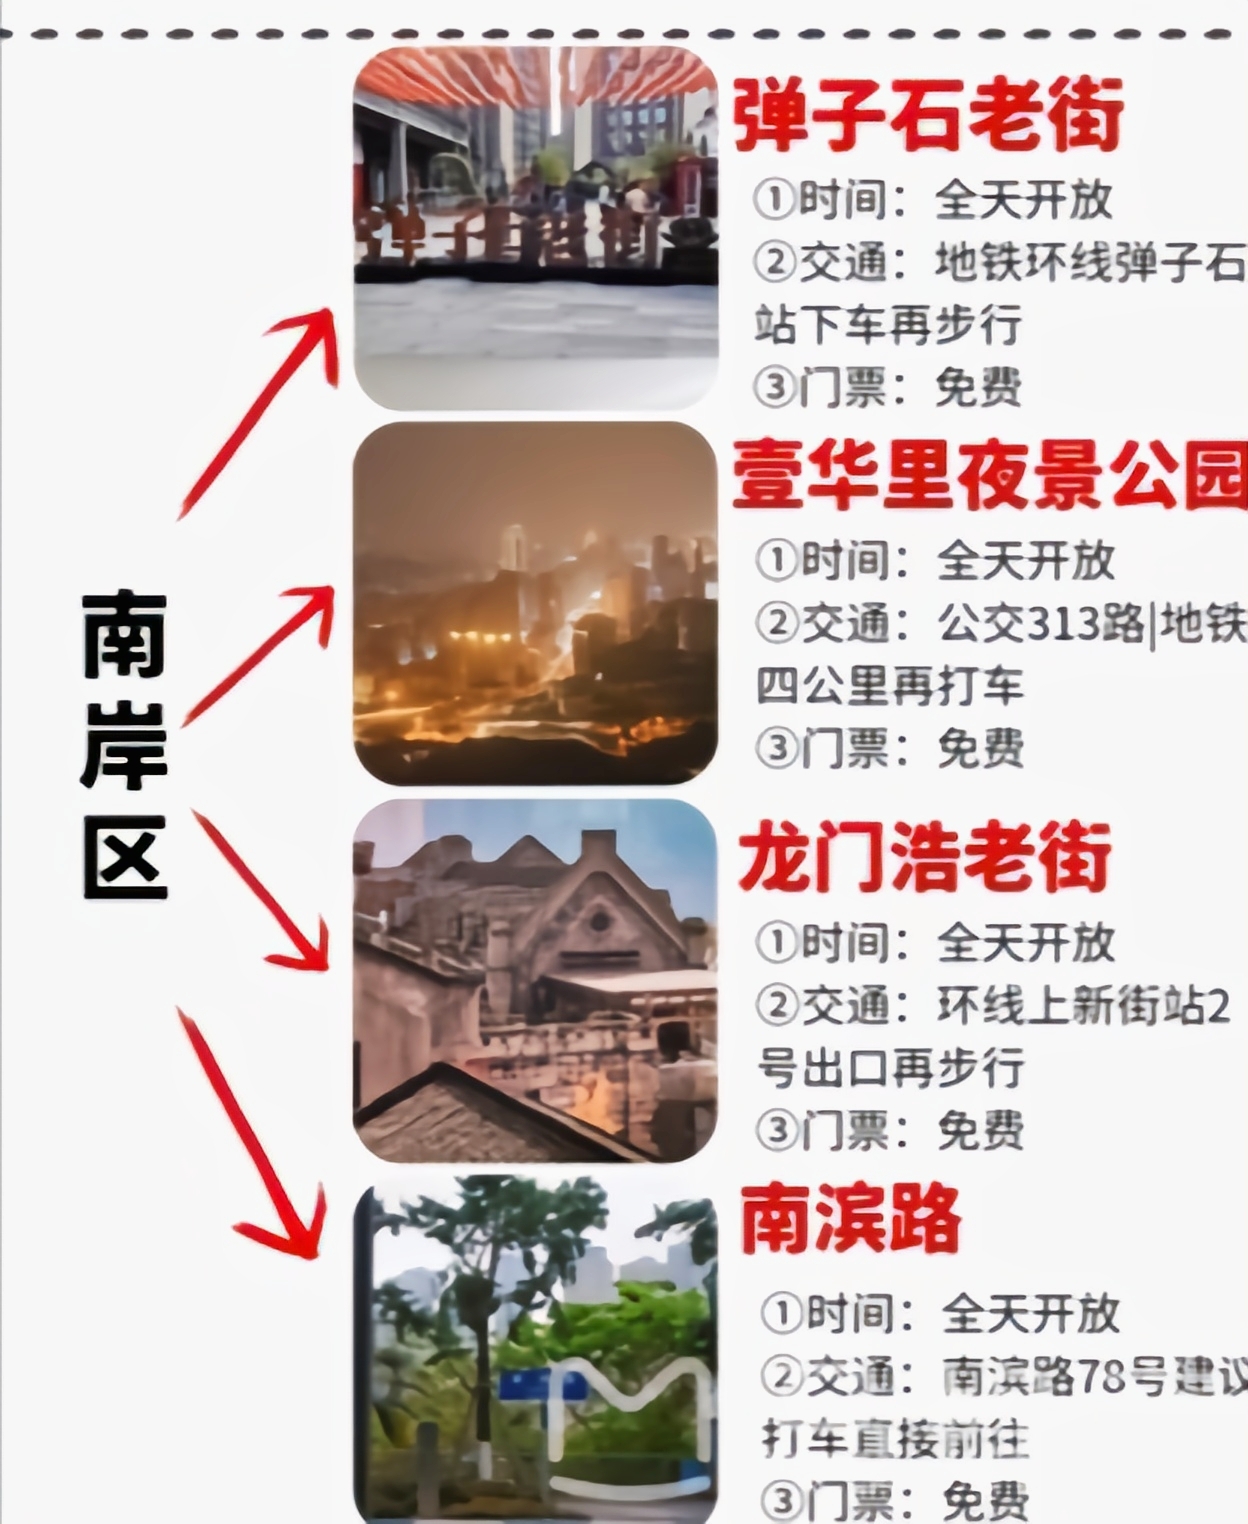 弹子石老街
①时间：全天开放
②交通：地铁环线弹子石
站下车再步行
③门票：免费
壹华里夜景公园
①时间：全天开放
②交通：公交313路|地铁
四公里再打车
③门票：免费
南岸区
龙门浩老街
①时间：全天开放
②交通：环线上新街站2
号出口再步行
③门票：免费
南滨路
①时间：全天开放
②交通：南滨路78号建议
打车直接前往
③门票：免费